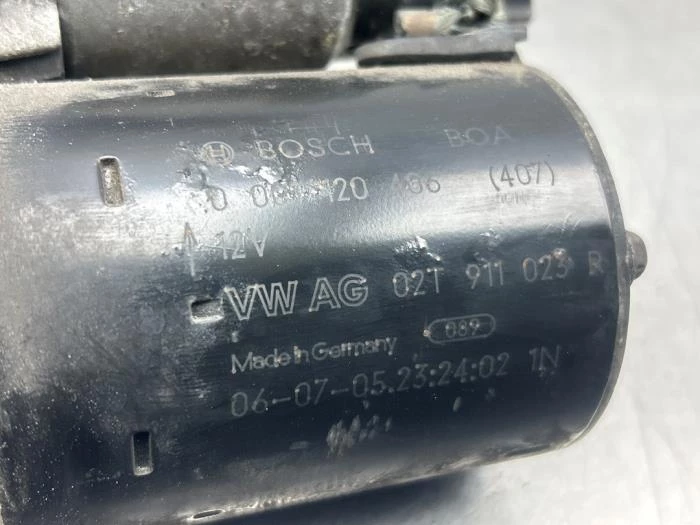 BOSCH BOA
120 406 (407)
12V
VW AG 02T 911 023 R
Made in Germany 089
06-07-05.23:24:02 1N